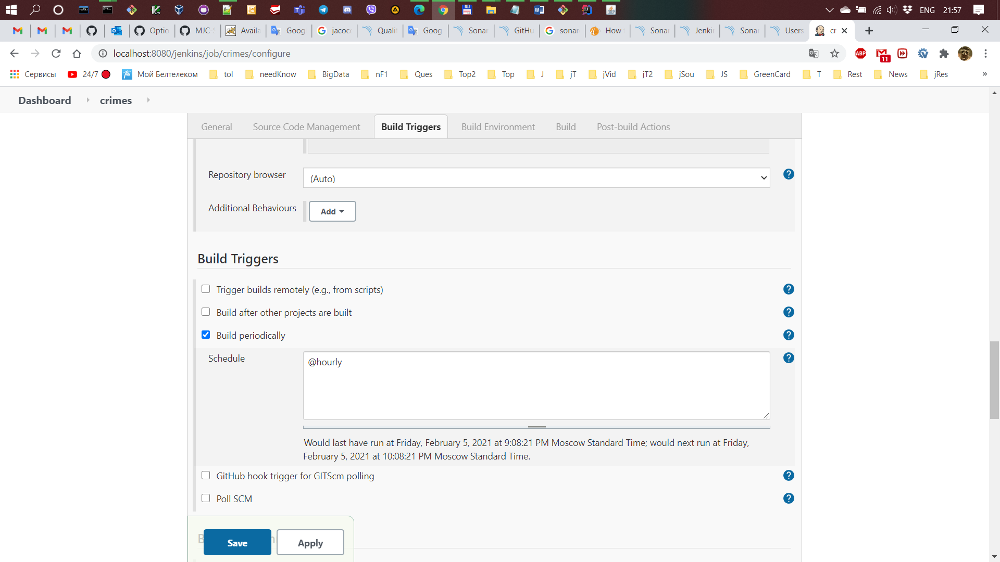 ENG 21:57
Optio
MJC-S
Availa
Goog
jacoc
Quali
Goog
Sonar
GitHu
sonar
How
Sonar
Jenki
Sonar
Users
cr
localhost:8080/jenkins/job/crimes/configure
ABP
11
Сервисы 24/7 Мой Белтелеком tol needKnow BigData nF1 Ques Top2 Top J jT jVid jT2 jSou JS GreenCard T Rest News jRes »
Dashboard crimes
General Source Code Management Build Triggers Build Environment Build Post-build Actions
Repository browser (Auto)
Additional Behaviours Add
Build Triggers
Trigger builds remotely (e.g., from scripts)
Build after other projects are built
Build periodically
Schedule @hourly
Would last have run at Friday, February 5, 2021 at 9:08:21 PM Moscow Standard Time; would next run at Friday,
February 5, 2021 at 10:08:21 PM Moscow Standard Time.
GitHub hook trigger for GITScm polling
Poll SCM
Save Apply